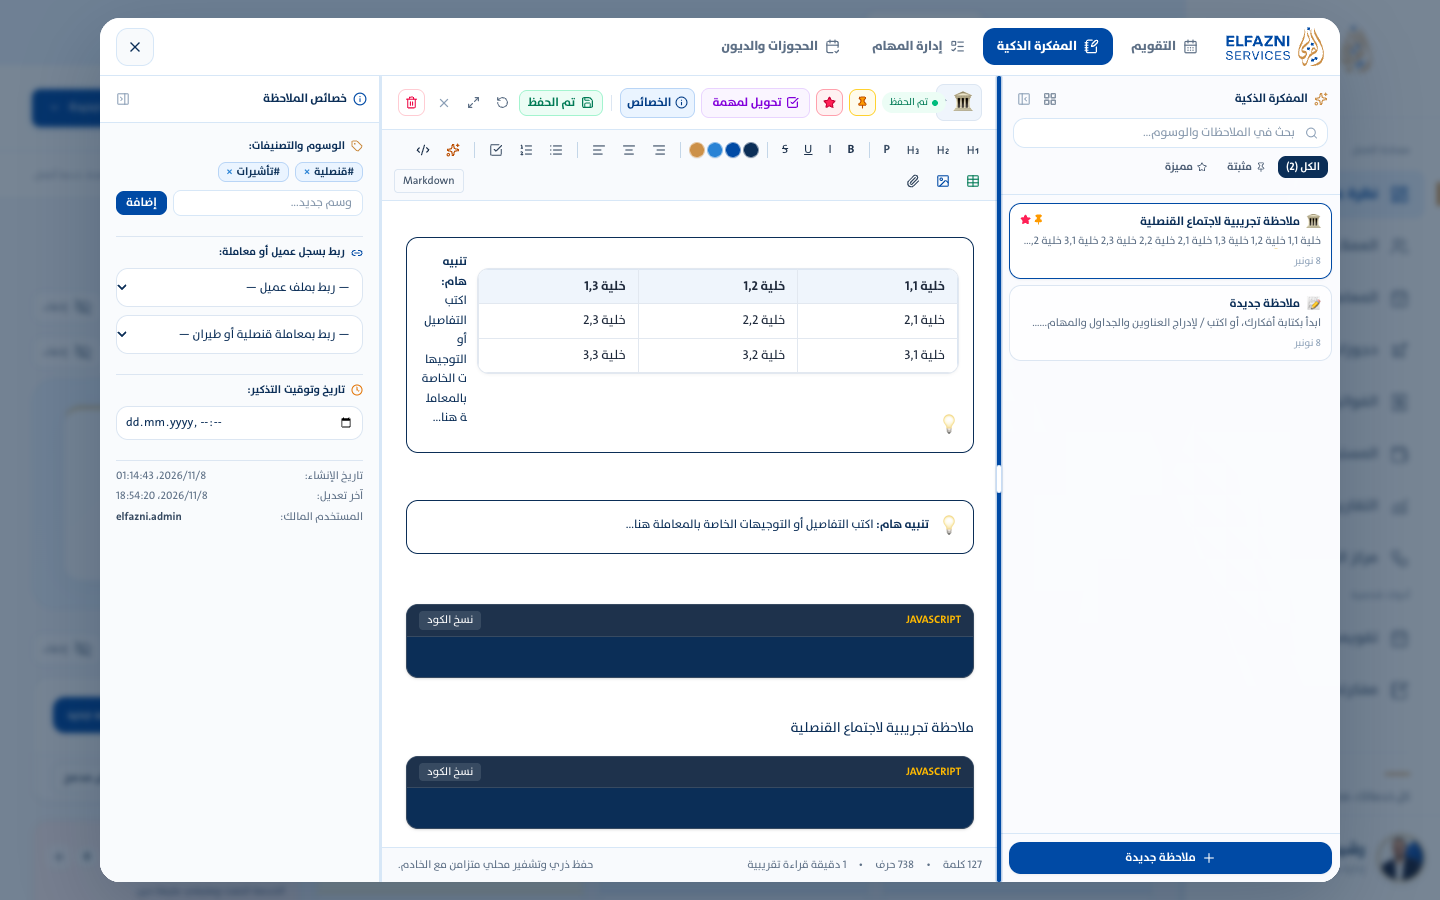 ELFAZNI
SERVICES
التقويم
المفكرة الذكية
إدارة المهام
الحجوزات والديون
المفكرة الذكية
بحث في الملاحظات والوسوم...
الكل (2)
مثبتة
مميزة
ملاحظة تجريبية لاجتماع القنصلية
خلية 1,1 خلية 1,2 خلية 1,3 خلية 2,1 خلية 2,2 خلية 2,3 خلية 3,1 خلية 3,2...
8 نونبر
ملاحظة جديدة
ابدأ بكتابة أفكارك، أو اكتب / لإدراج العناوين والجداول والمهام......
8 نونبر
ملاحظة جديدة
تم الحفظ
تحويل لمهمة
الخصائص
تم الحفظ
H1 H2 H3 P B I U S
Markdown
خلية 1,1 خلية 1,2 خلية 1,3
خلية 2,1 خلية 2,2 خلية 2,3
خلية 3,1 خلية 3,2 خلية 3,3
تنبيه
هام:
اكتب
التفاصيل
أو
التوجيها
ت الخاصة
بالمعامل
ة هنا...
تنبيه هام: اكتب التفاصيل أو التوجيهات الخاصة بالمعاملة هنا...
JAVASCRIPT
نسخ الكود
ملاحظة تجريبية لاجتماع القنصلية
JAVASCRIPT
نسخ الكود
127 كلمة • 738 حرف • 1 دقيقة قراءة تقريبية
حفظ ذري وتشفير محلي متزامن مع الخادم.
خصائص الملاحظة
الوسوم والتصنيفات:
#قنصلية ×
#تأشيرات ×
وسم جديد...
إضافة
ربط بسجل عميل أو معاملة:
— ربط بملف عميل —
— ربط بمعاملة قنصلية أو طيران —
تاريخ وتوقيت التذكير:
dd.mm.yyyy, --:--
تاريخ الإنشاء: 2026/11/8، 01:14:43
آخر تعديل: 2026/11/8، 18:54:20
المستخدم المالك: elfazni.admin